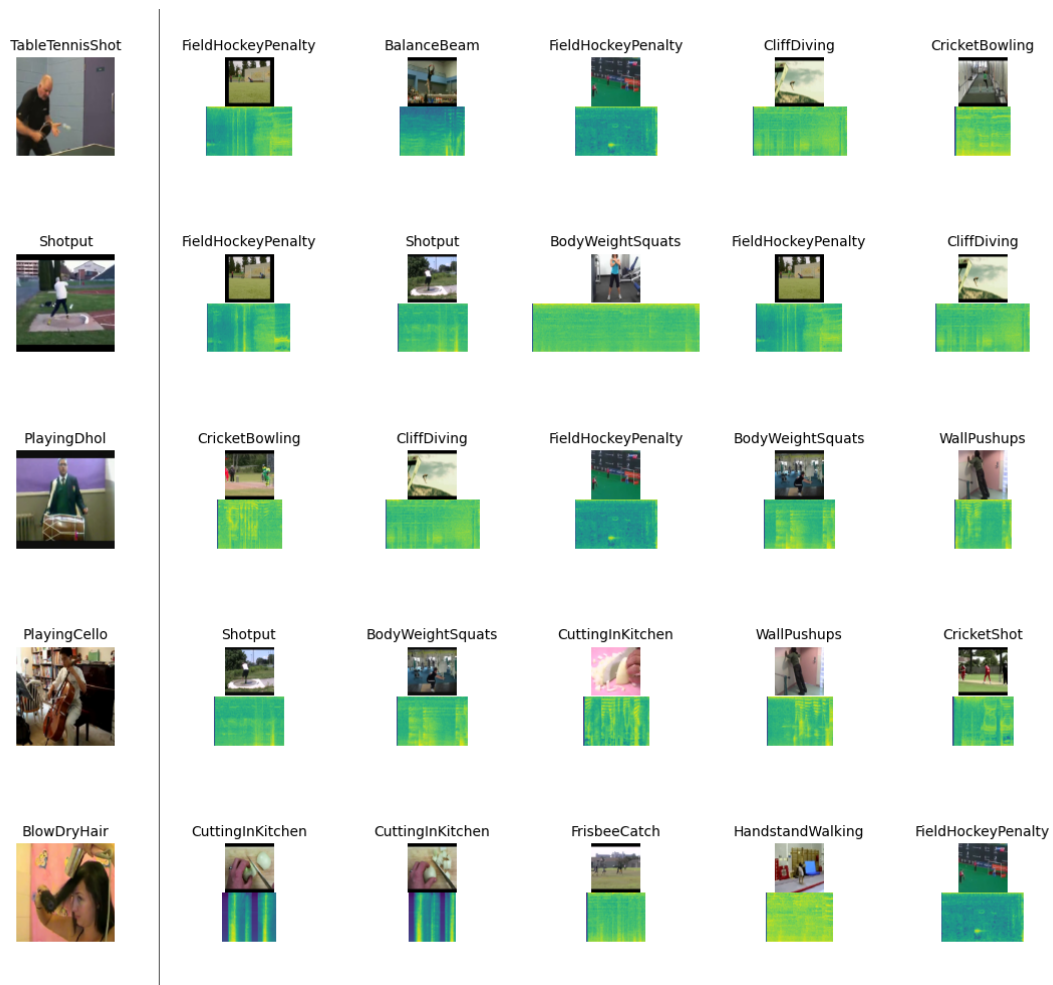 TableTennisShot
FieldHockeyPenalty
BalanceBeam
FieldHockeyPenalty
CliffDiving
CricketBowling
Shotput
FieldHockeyPenalty
Shotput
BodyWeightSquats
FieldHockeyPenalty
CliffDiving
PlayingDhol
CricketBowling
CliffDiving
FieldHockeyPenalty
BodyWeightSquats
WallPushups
PlayingCello
Shotput
BodyWeightSquats
CuttingInKitchen
WallPushups
CricketShot
BlowDryHair
CuttingInKitchen
CuttingInKitchen
FrisbeeCatch
HandstandWalking
FieldHockeyPenalty